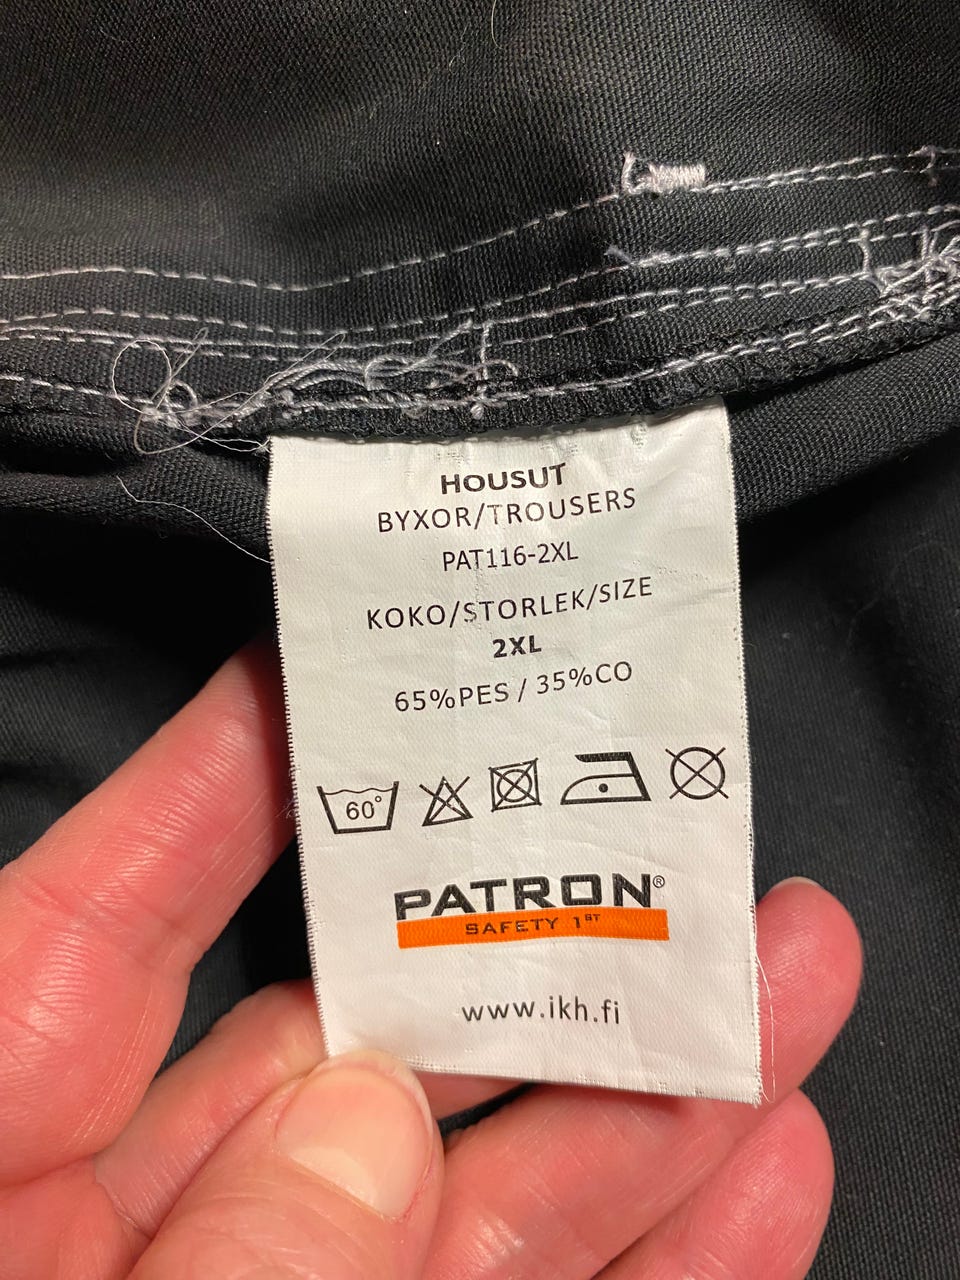 HOUSUT
BYXOR/TROUSERS
PAT116-2XL
KOKO/STORLEK/SIZE
2XL
65%PES / 35%CO
60°
PATRON®
SAFETY 1ST
www.ikh.fi